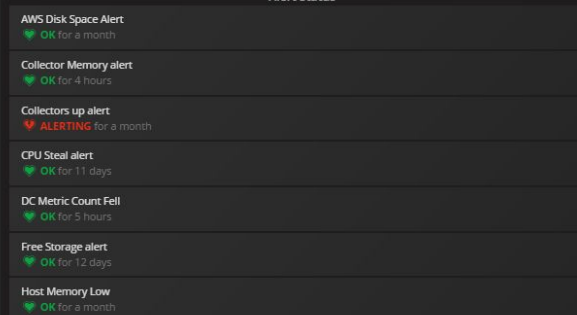 AWS Disk Space Alert
OK for a month
Collector Memory alert
OK for 4 hours
Collectors up alert
ALERTING for a month
CPU Steal alert
OK for 11 days
DC Metric Count Fell
OK for 5 hours
Free Storage alert
OK for 12 days
Host Memory Low
OK for a month